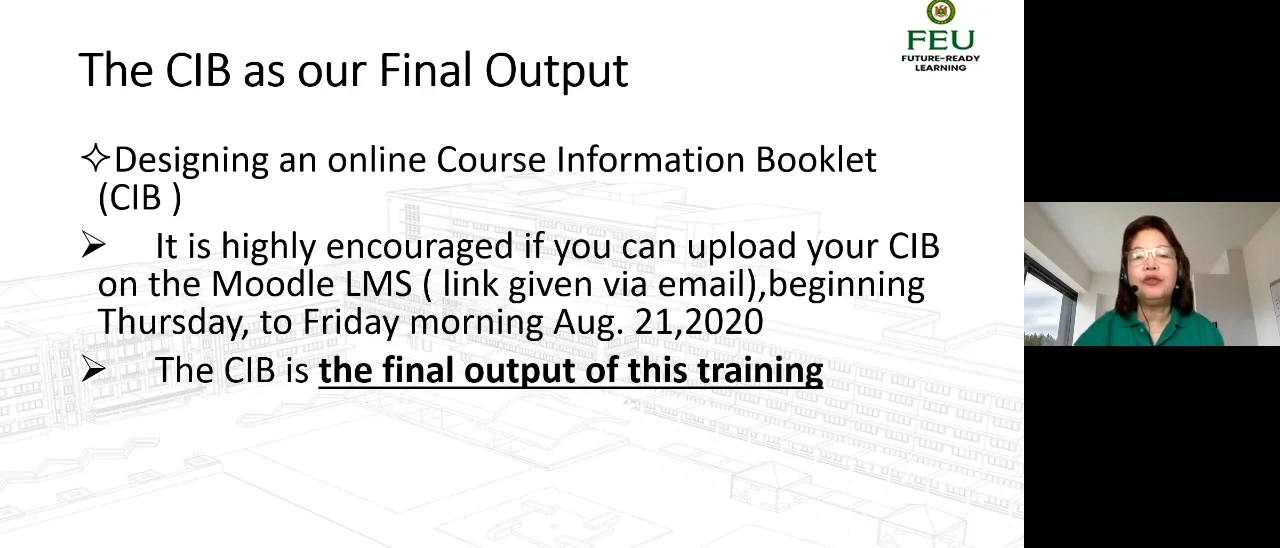 FEU
FUTURE-READY
LEARNING
The CIB as our Final Output
✧Designing an online Course Information Booklet
(CIB )
➢ It is highly encouraged if you can upload your CIB
on the Moodle LMS ( link given via email),beginning
Thursday, to Friday morning Aug. 21,2020
➢ The CIB is the final output of this training